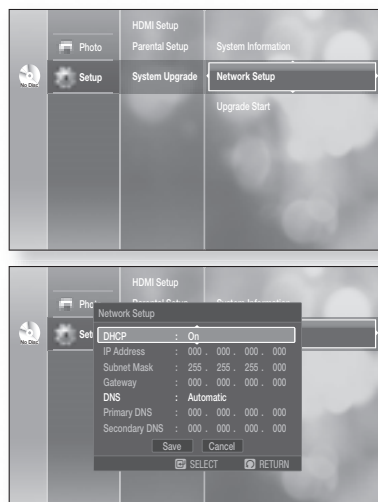 HDMI Setup
Photo Parental Setup System Information
No Disc Setup System Upgrade Network Setup
Upgrade Start
HDMI Setup
Network Setup
No Disc
DHCP : On
IP Address : 000 . 000 . 000 . 000
Subnet Mask : 255 . 255 . 255 . 000
Gateway : 000 . 000 . 000 . 000
DNS : Automatic
Primary DNS : 000 . 000 . 000 . 000
Secondary DNS : 000 . 000 . 000 . 000
Save Cancel
SELECT RETURN